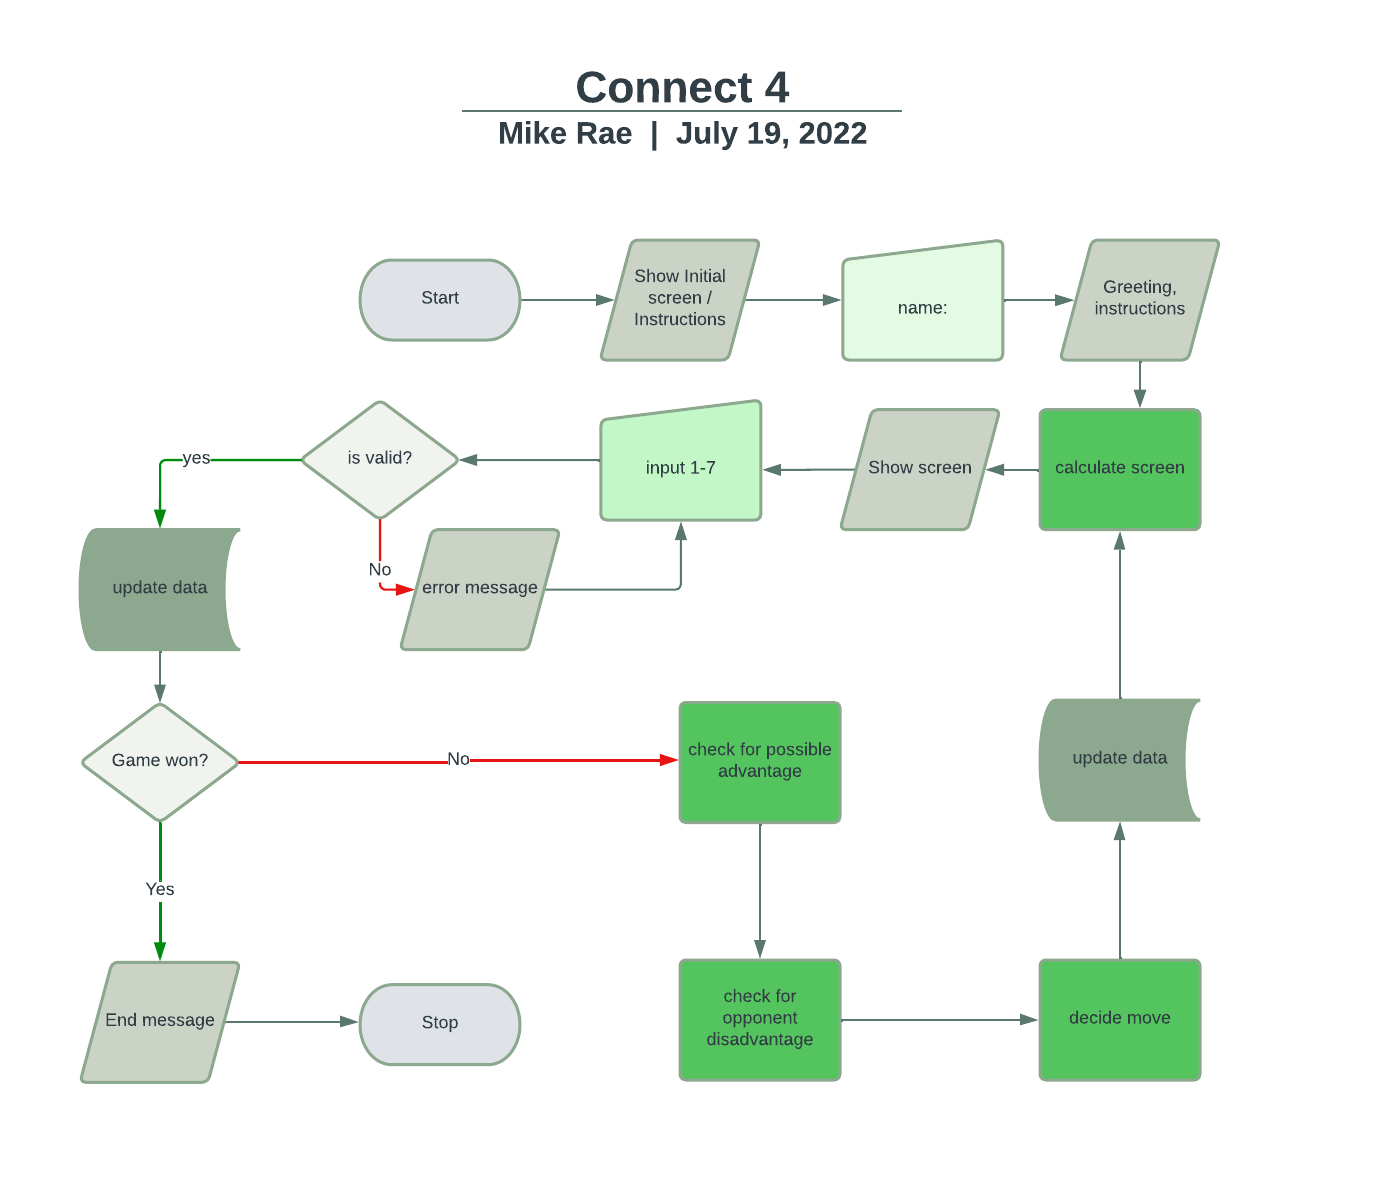 Connect 4
Mike Rae | July 19, 2022
Start
Show Initial
screen /
Instructions
name:
Greeting,
instructions
calculate screen
Show screen
input 1-7
is valid?
yes
No
error message
update data
Game won?
No
check for possible
advantage
update data
Yes
End message
Stop
check for
opponent
disadvantage
decide move